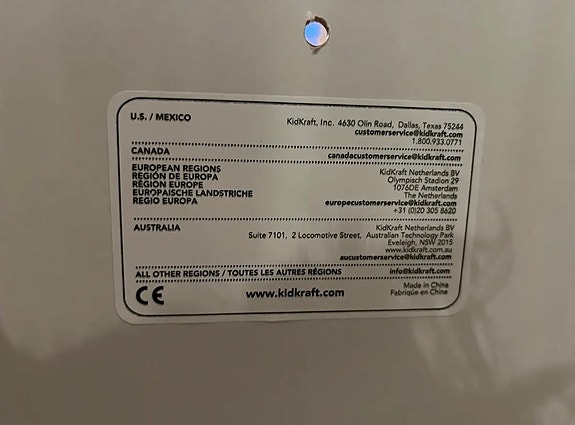 U.S. / MEXICO
KidKraft, Inc. 4630 Olin Road, Dallas, Texas 75244
customerservice@kidkraft.com
1.800.933.0771
CANADA
canadacustomerservice@kidkraft.com
EUROPEAN REGIONS
REGIÓN DE EUROPA
RÉGION EUROPE
EUROPAISCHE LANDSTRICHE
REGIO EUROPA
KidKraft Netherlands BV
Olympisch Stadion 29
1076DE Amsterdam
The Netherlands
europecustomerservice@kidkraft.com
+31 (0)20 305 8620
AUSTRALIA
KidKraft Netherlands BV
Suite 7101, 2 Locomotive Street, Australian Technology Park
Eveleigh, NSW 2015
www.kidkraft.com.au
aucustomerservice@kidkraft.com
ALL OTHER REGIONS / TOUTES LES AUTRES RÉGIONS
info@kidkraft.com
CE
www.kidkraft.com
Made in China
Fabriqué en Chine